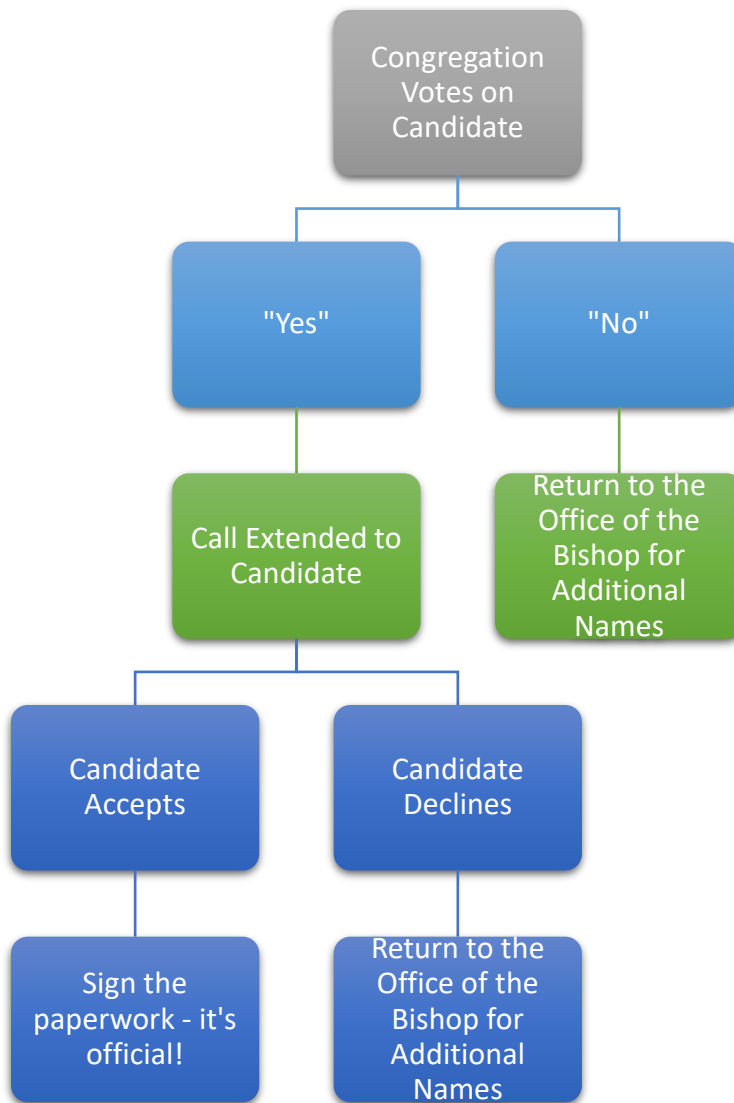 Congregation
Votes on
Candidate
"Yes"
"No"
Call Extended to
Candidate
Return to the
Office of the
Bishop for
Additional
Names
Candidate
Accepts
Candidate
Declines
Sign the
paperwork - it's
official!
Return to the
Office of the
Bishop for
Additional
Names